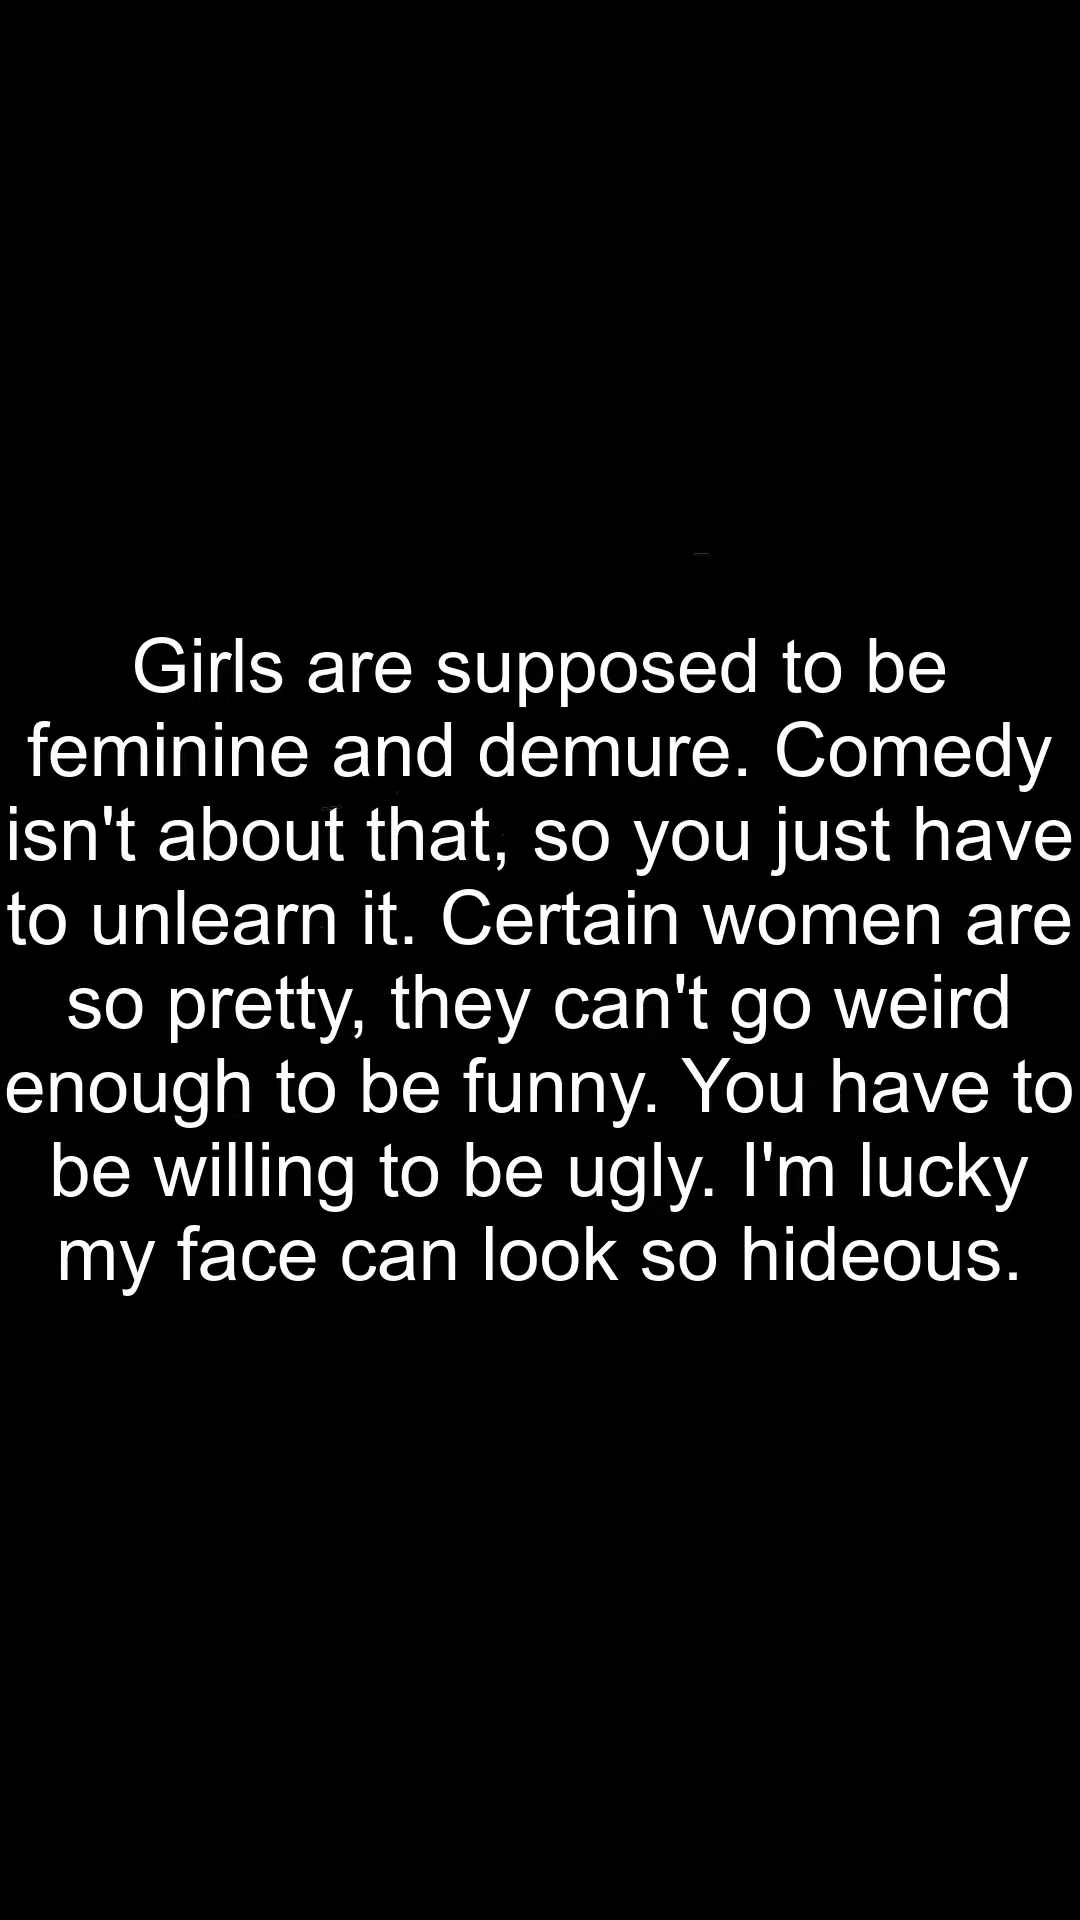 Girls are supposed to be
feminine and demure. Comedy
isn't about that, so you just have
to unlearn it. Certain women are
so pretty, they can't go weird
enough to be funny. You have to
be willing to be ugly. I'm lucky
my face can look so hideous.